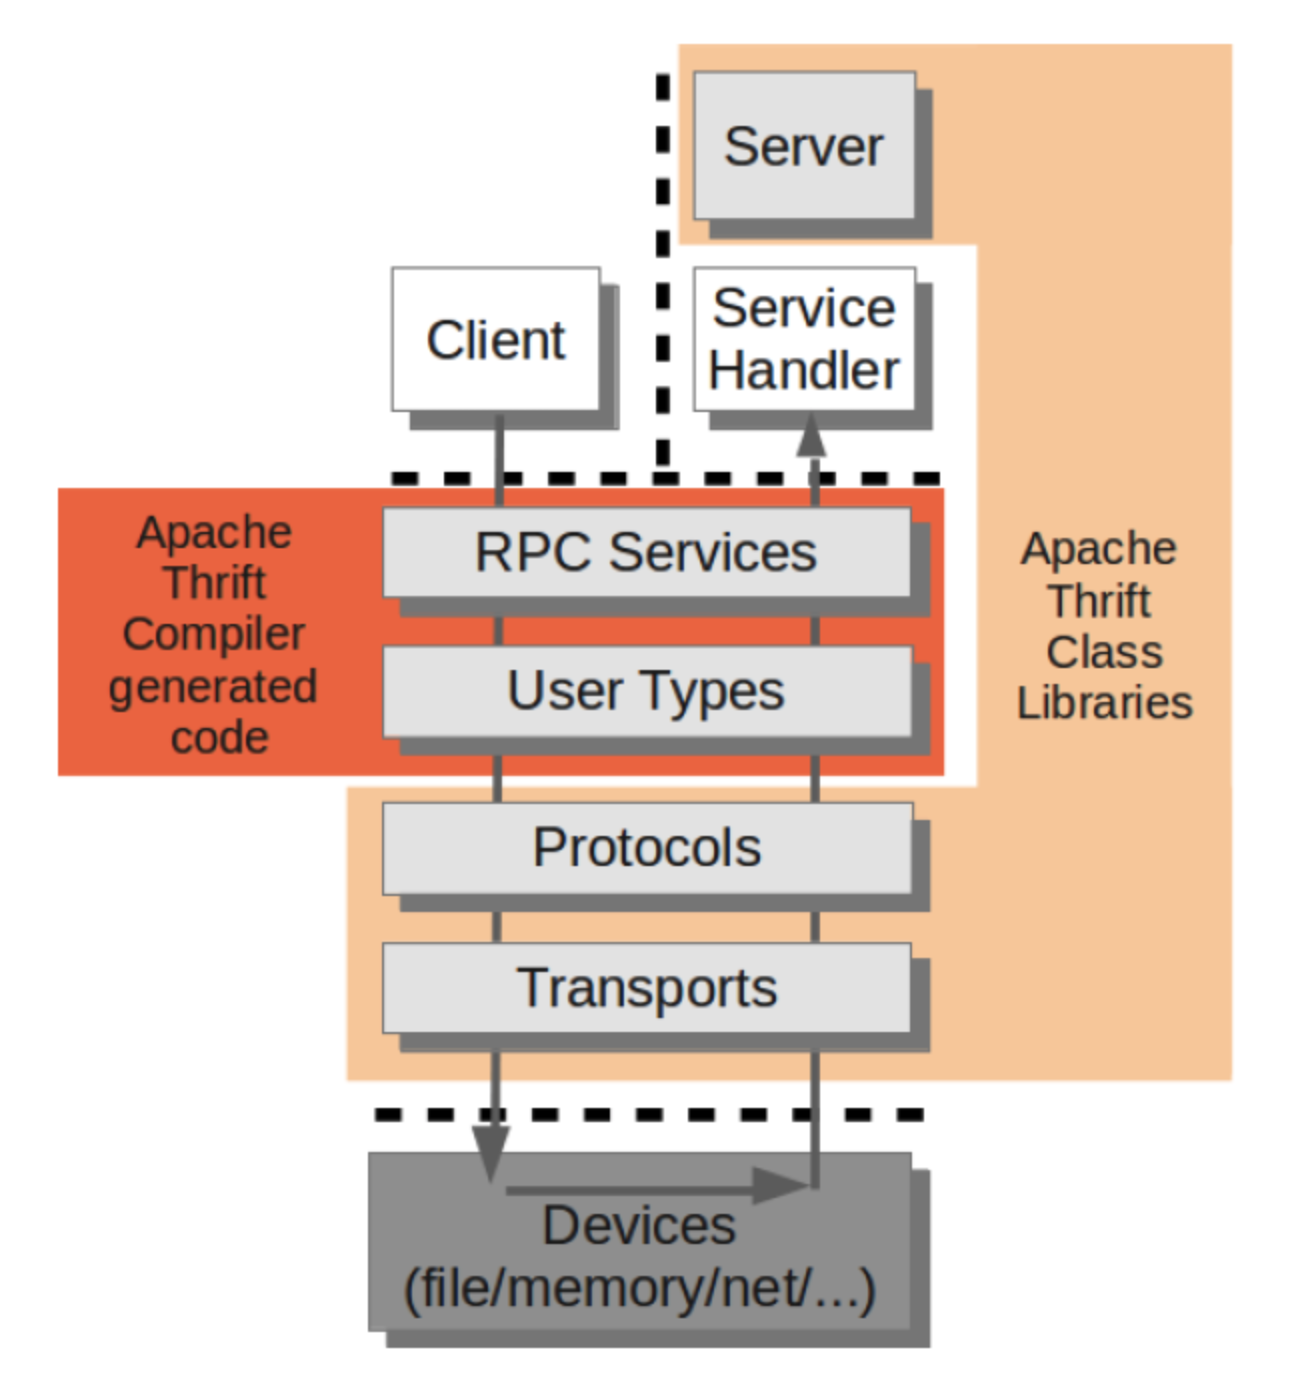 Server
Client
Service
Handler
Apache
Thrift
Compiler
generated
code
RPC Services
User Types
Apache
Thrift
Class
Libraries
Protocols
Transports
Devices
(file/memory/net/...)